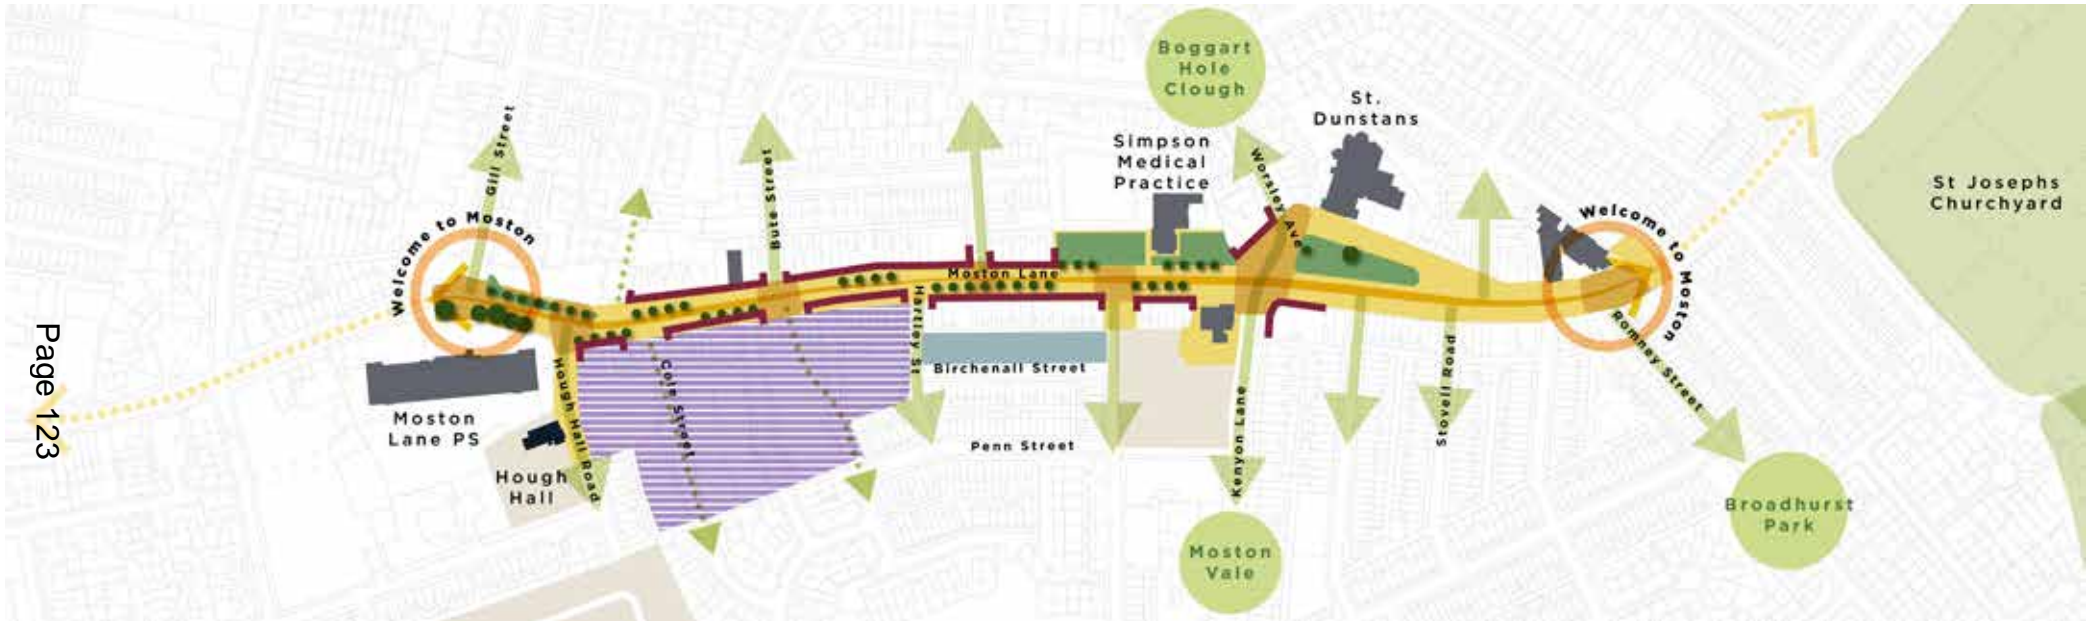 Page 123
Welcome to Moston
Gill Street
Moston
Lane PS
Hough
Hall
Hough Hall Road
Cole Street
Bute Street
Hartley St
Moston Lane
Birchenall Street
Penn Street
Simpson
Medical
Practice
Boggart
Hole
Clough
Worsley Ave
St.
Dunstans
Kenyon Lane
Moston
Vale
Stovell Road
Welcome to Moston
Romney Street
Broadhurst
Park
St Josephs
Churchyard